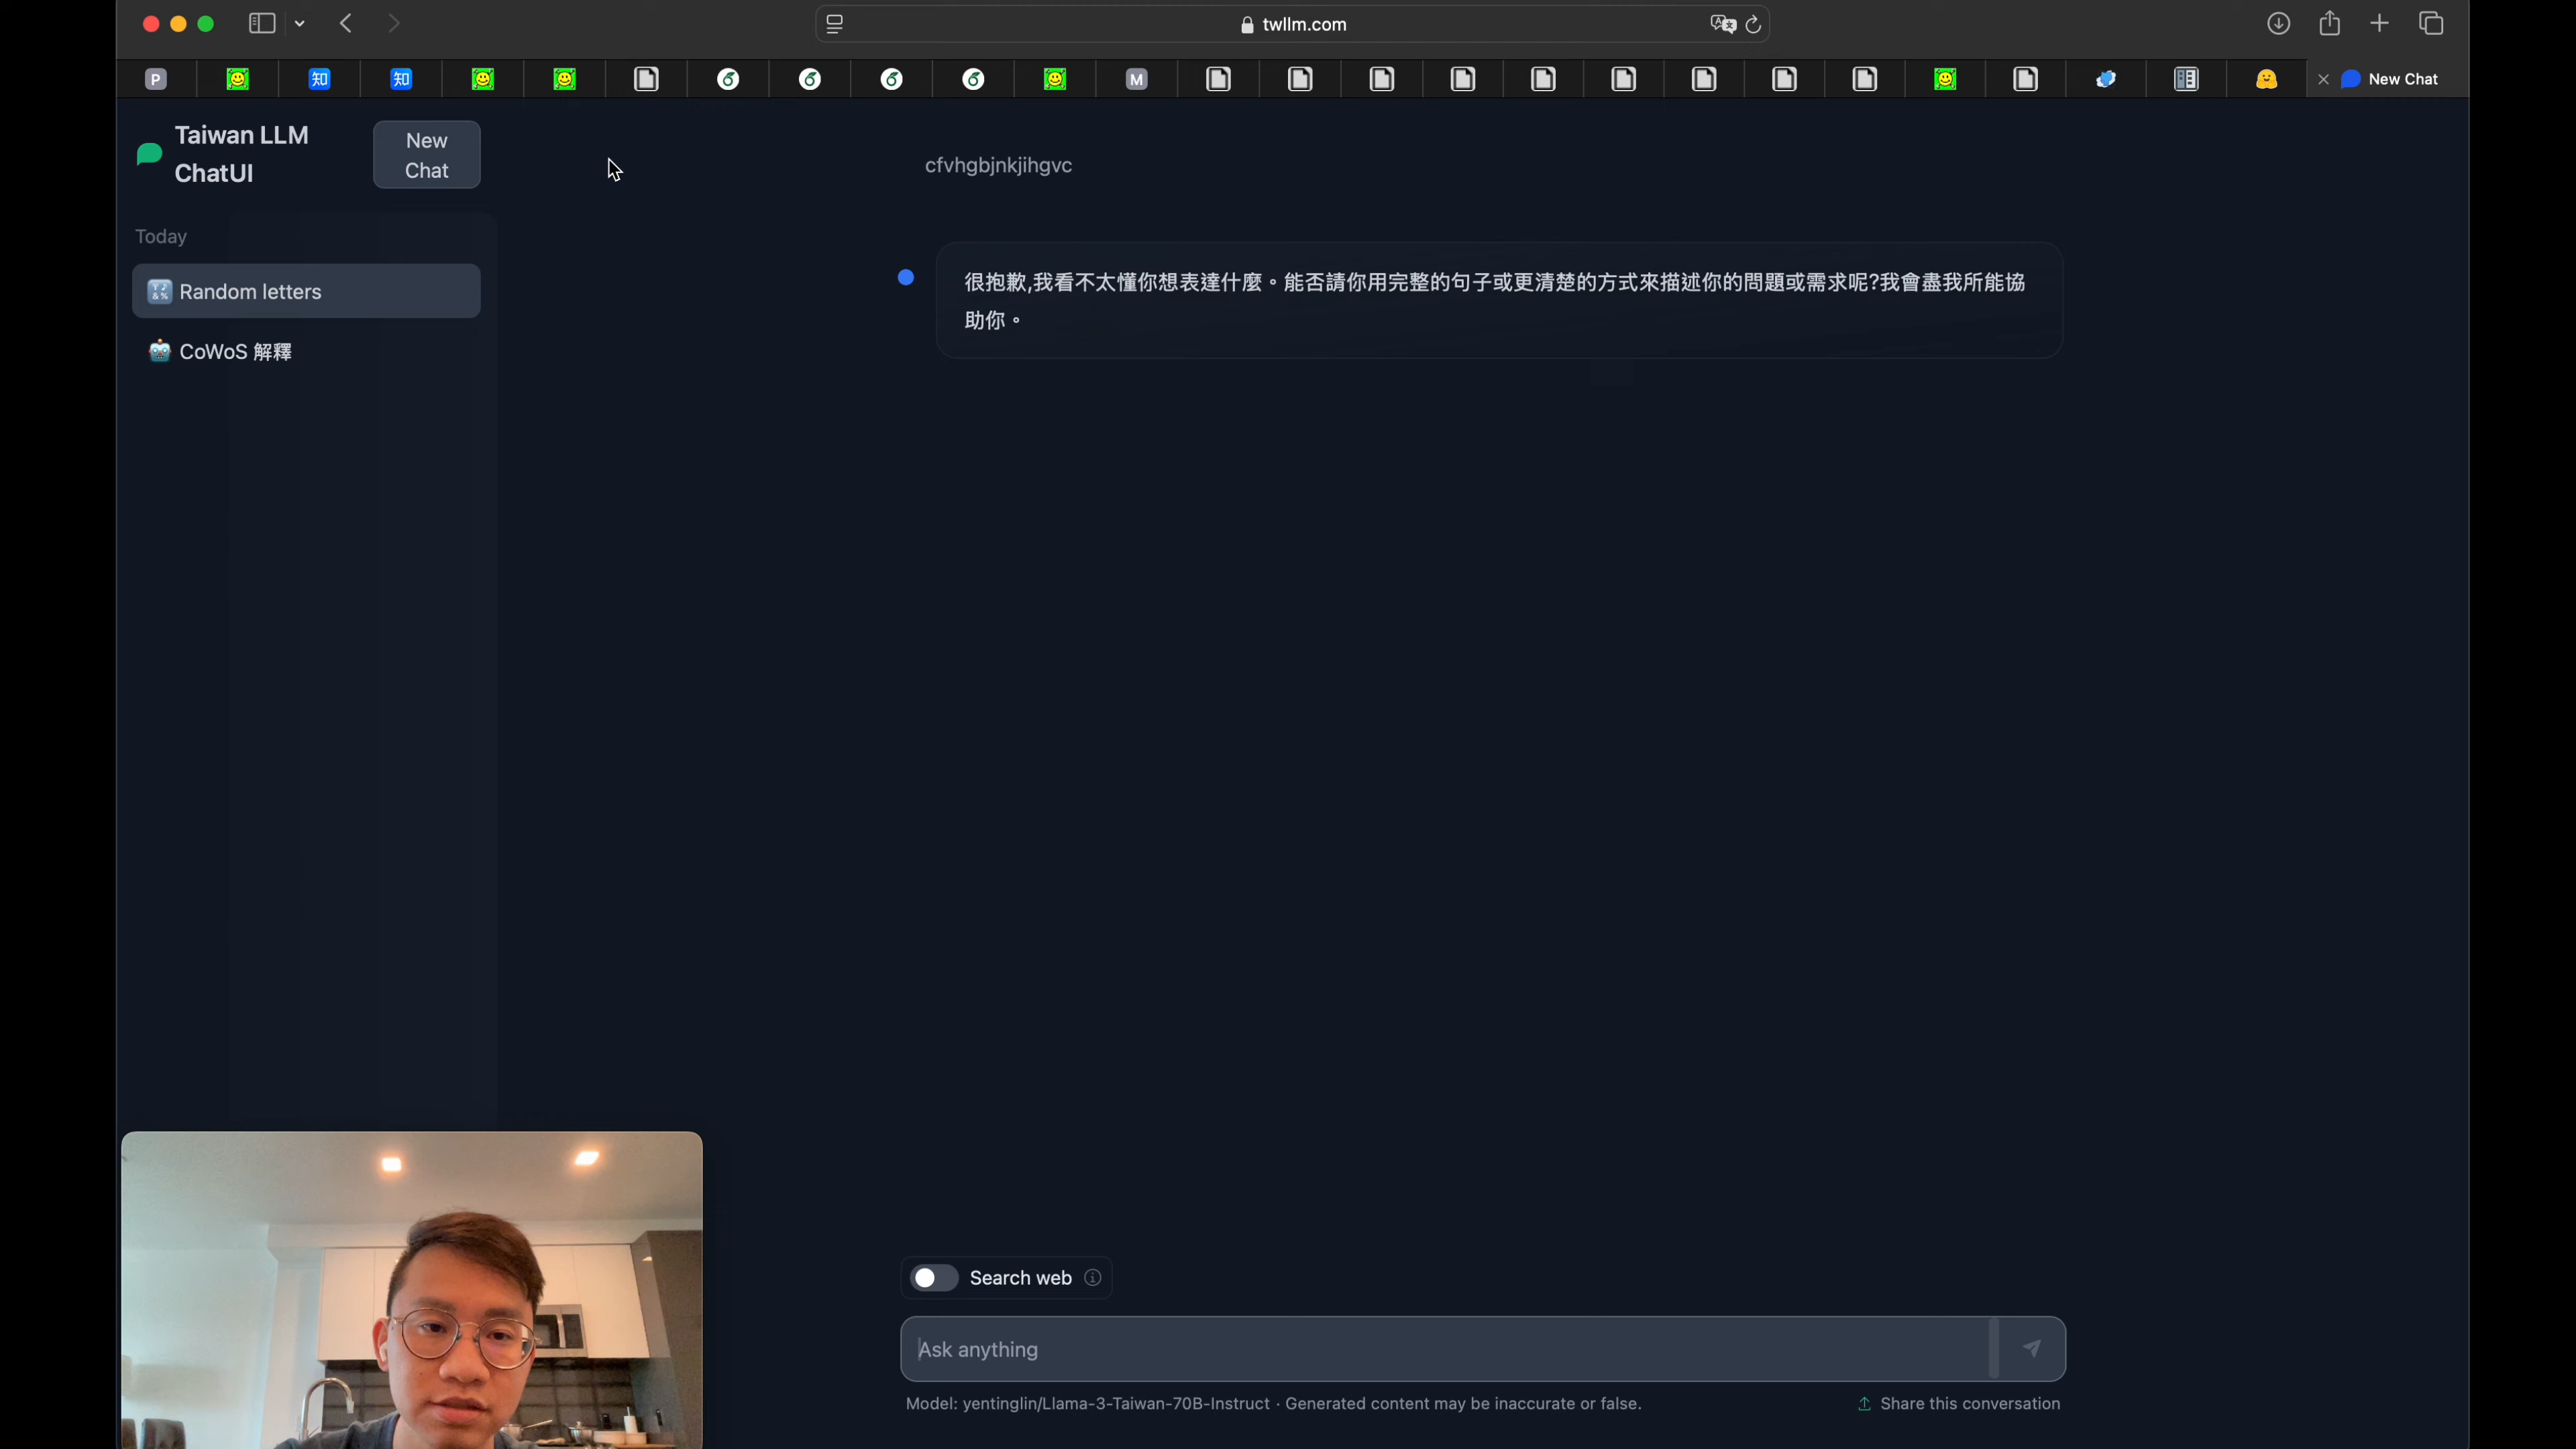 twllm.com
P
知
知
M
New Chat
Taiwan LLM
ChatUI
New
Chat
Today
Random letters
CoWoS 解釋
cfvhgbjnkjihgvc
很抱歉,我看不太懂你想表達什麼。能否請你用完整的句子或更清楚的方式來描述你的問題或需求呢?我會盡我所能協
助你。
Search web
Ask anything
Model: yentinglin/Llama-3-Taiwan-70B-Instruct · Generated content may be inaccurate or false.
Share this conversation